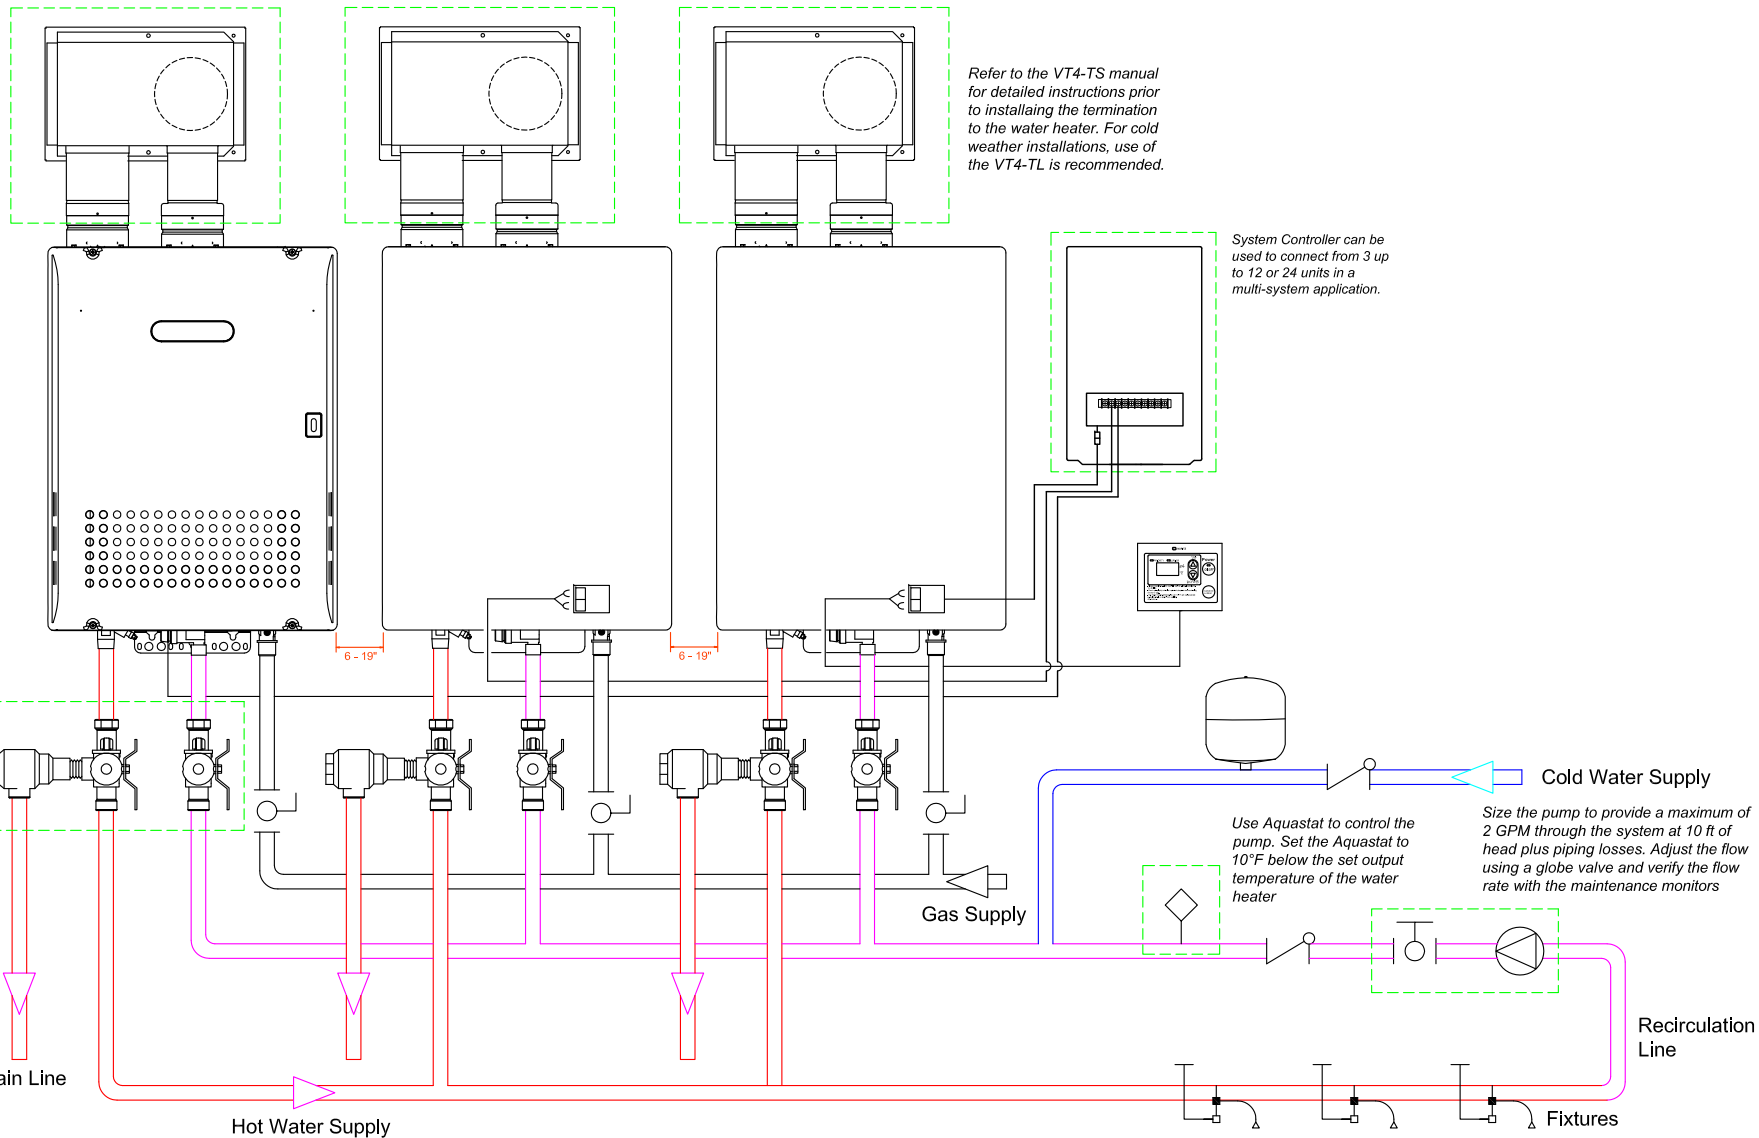 Refer to the VT4-TS manual
for detailed instructions prior
to installaing the termination
to the water heater. For cold
weather installations, use of
the VT4-TL is recommended.
System Controller can be
used to connect from 3 up
to 12 or 24 units in a
multi-system application.
6 - 19"
6 - 19"
Cold Water Supply
Use Aquastat to control the
pump. Set the Aquastat to
10°F below the set output
temperature of the water
heater
Size the pump to provide a maximum of
2 GPM through the system at 10 ft of
head plus piping losses. Adjust the flow
using a globe valve and verify the flow
rate with the maintenance monitors
Gas Supply
Recirculation
Line
ain Line
Hot Water Supply
Fixtures